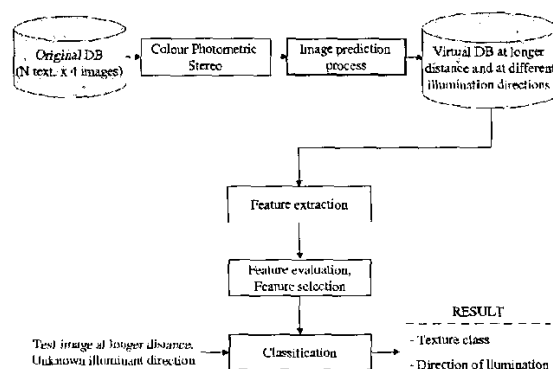 Original DB
(N text. x 4 images)
Colour Photometric
Stereo
Image prediction
process
Virtual DB at longer
distance and at different
illumination directions
Feature extraction
Feature evaluation,
Feature selection
Test image at longer distance.
Unknown illuminant direction
Classification
RESULT
- Texture class
- Direction of illumination